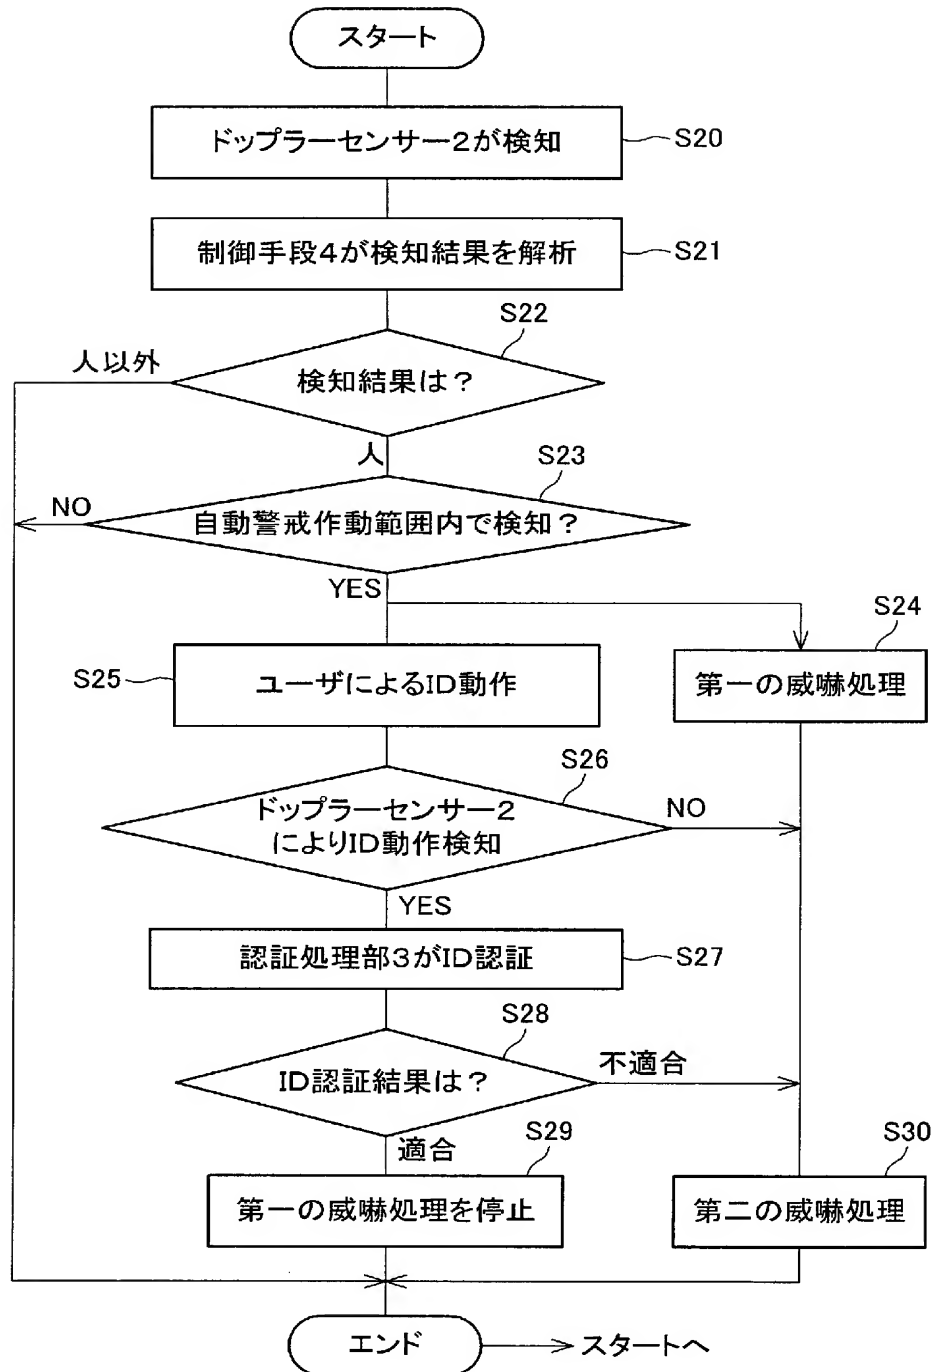 スタート
ドップラーセンサー2が検知
S20
制御手段4が検知結果を解析
S21
S22
人以外
検知結果は？
人
S23
NO
自動警戒作動範囲内で検知？
YES
S24
S25
ユーザによるID動作
第一の威嚇処理
S26
ドップラーセンサー2
によりID動作検知
NO
YES
認証処理部3がID認証
S27
S28
ID認証結果は？
不適合
適合
S29
S30
第一の威嚇処理を停止
第二の威嚇処理
エンド
スタートへ